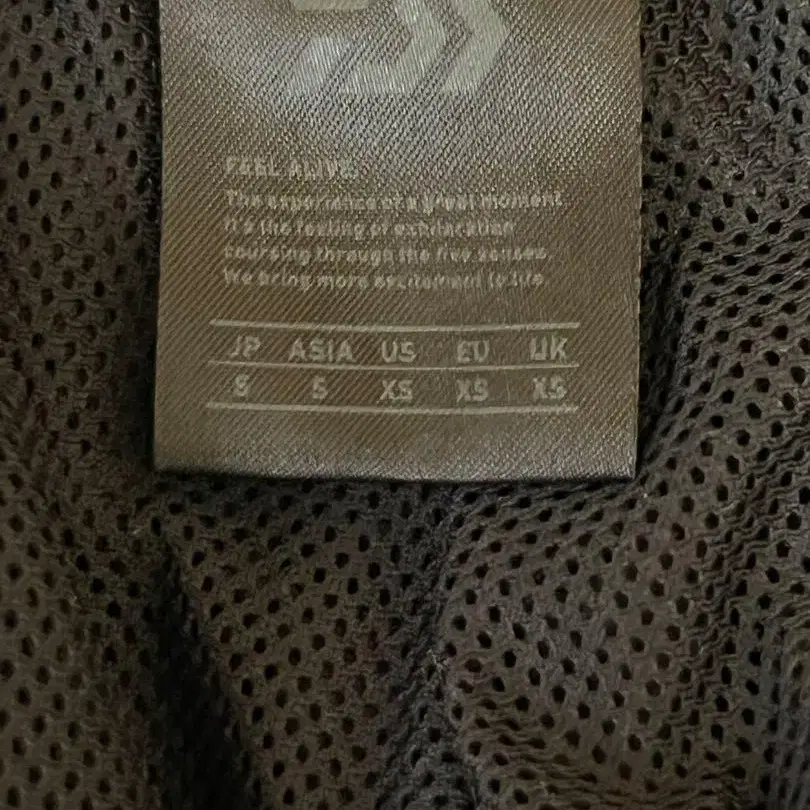 FEEL ALIVE.
The experience of a great moment.
It's the feeling of exhilaration
coursing through the five senses.
We bring more excitement to life.
JP ASIA US EU UK
S S XS XS XS